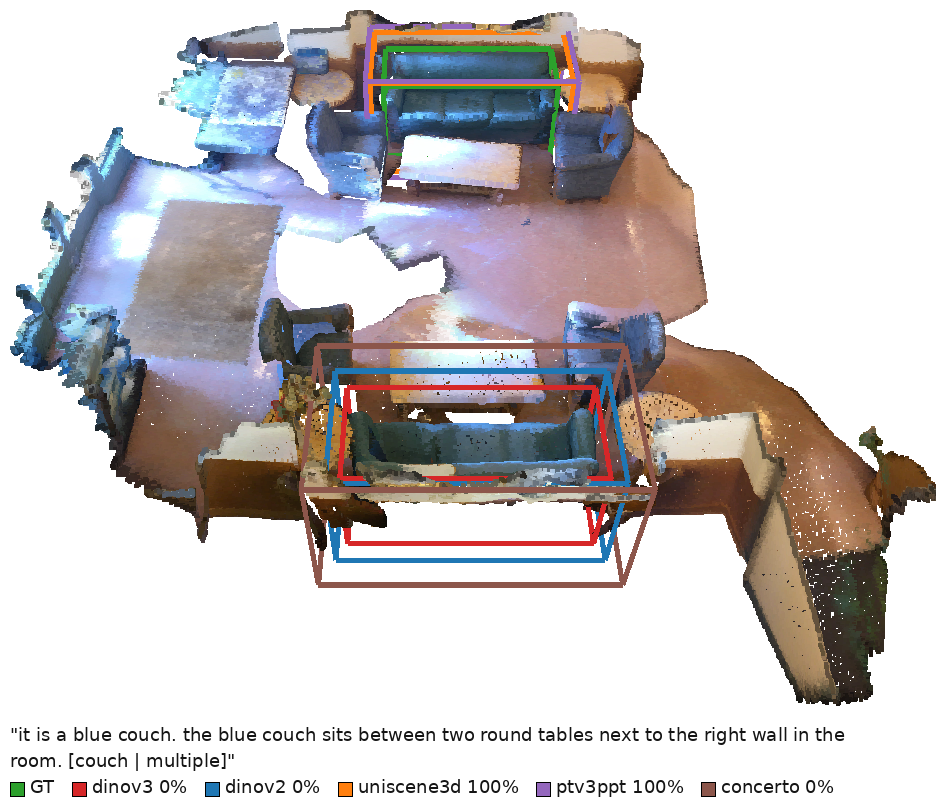 "it is a blue couch. the blue couch sits between two round tables next to the right wall in the
room. [couch | multiple]"
GT dinov3 0% dinov2 0% uniscene3d 100% ptv3ppt 100% concerto 0%